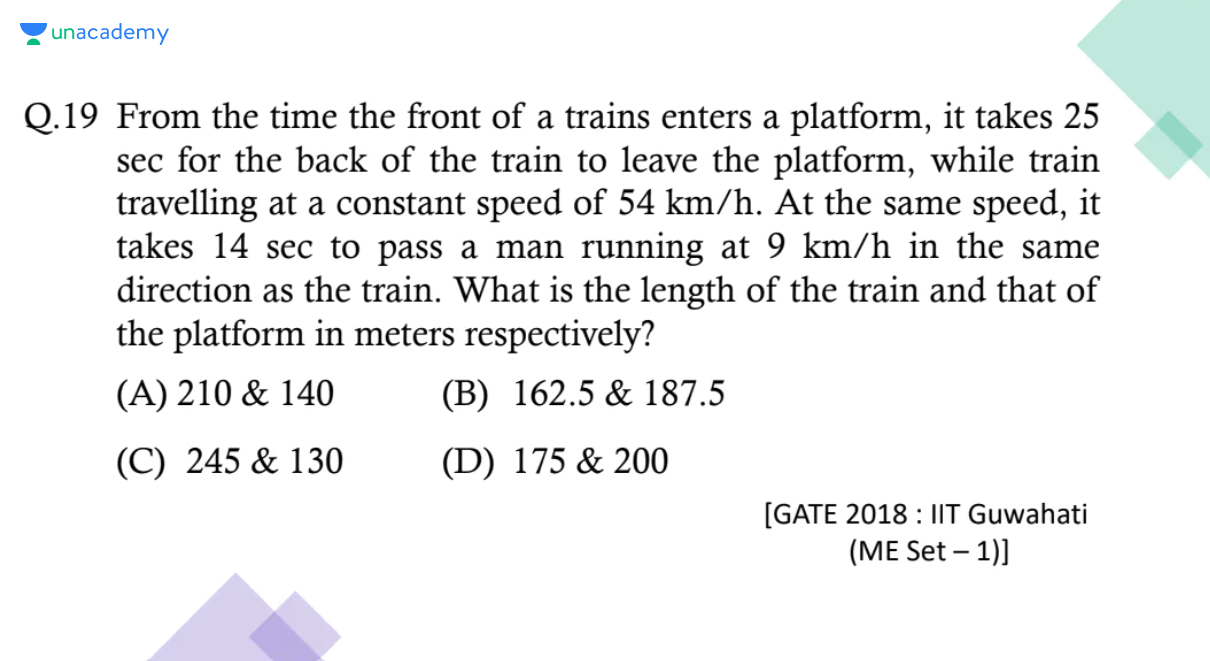 unacademy
Q.19 From the time the front of a trains enters a platform, it takes 25
sec for the back of the train to leave the platform, while train
travelling at a constant speed of 54 km/h. At the same speed, it
takes 14 sec to pass a man running at 9 km/h in the same
direction as the train. What is the length of the train and that of
the platform in meters respectively?
(A) 210 & 140 (B) 162.5 & 187.5
(C) 245 & 130 (D) 175 & 200
[GATE 2018 : IIT Guwahati
(ME Set – 1)]